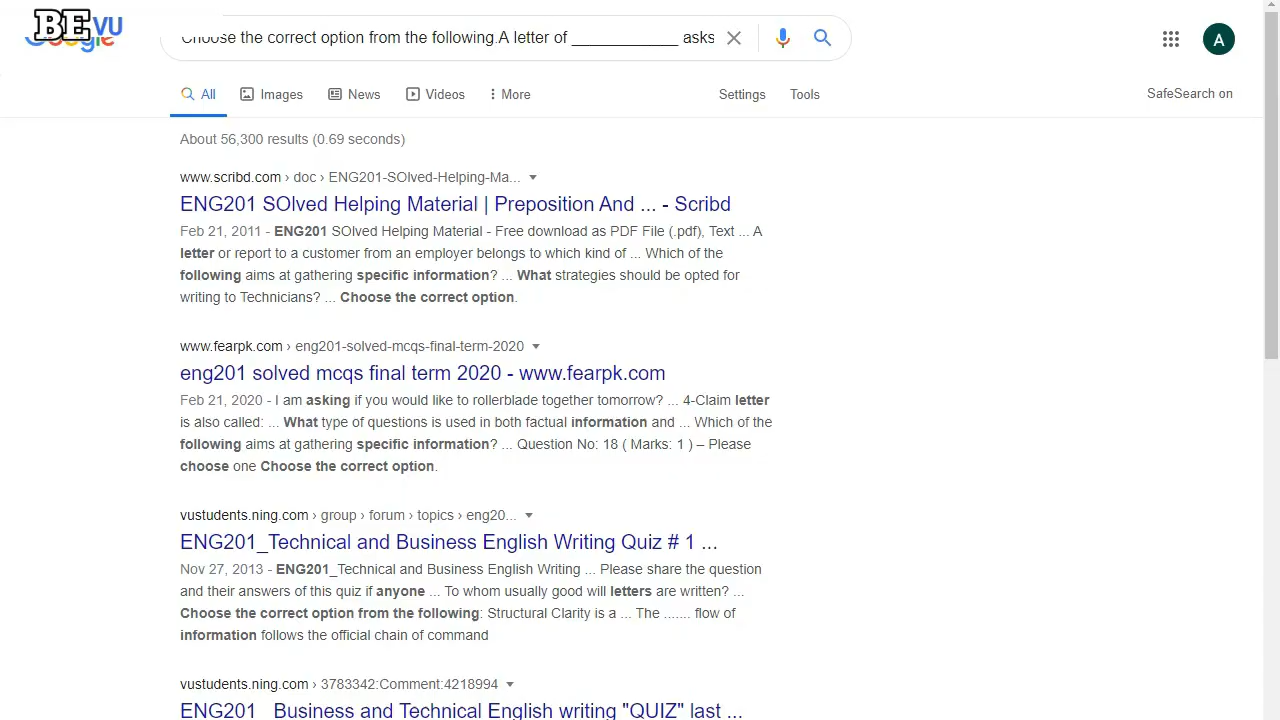 BEVU
Google
Choose the correct option from the following A letter of ____________ asks
A
All
Images
News
Videos
More
Settings
Tools
SafeSearch on
About 56,300 results (0.69 seconds)
www.scribd.com › doc › ENG201-SOlved-Helping-Ma...
ENG201 SOlved Helping Material | Preposition And ... - Scribd
Feb 21, 2011 - ENG201 SOlved Helping Material - Free download as PDF File (.pdf), Text ... A
letter or report to a customer from an employer belongs to which kind of ... Which of the
following aims at gathering specific information? ... What strategies should be opted for
writing to Technicians? ... Choose the correct option.
www.fearpk.com › eng201-solved-mcqs-final-term-2020
eng201 solved mcqs final term 2020 - www.fearpk.com
Feb 21, 2020 - I am asking if you would like to rollerblade together tomorrow? ... 4-Claim letter
is also called: ... What type of questions is used in both factual information and ... Which of the
following aims at gathering specific information? ... Question No: 18 ( Marks: 1 ) – Please
choose one Choose the correct option.
vustudents.ning.com › group › forum › topics › eng20...
ENG201_Technical and Business English Writing Quiz # 1 ...
Nov 27, 2013 - ENG201_Technical and Business English Writing ... Please share the question
and their answers of this quiz if anyone ... To whom usually good will letters are written? ...
Choose the correct option from the following: Structural Clarity is a ... The ....... flow of
information follows the official chain of command
vustudents.ning.com › 3783342:Comment:4218994
ENG201 _Business and Technical English writing "QUIZ" last ...